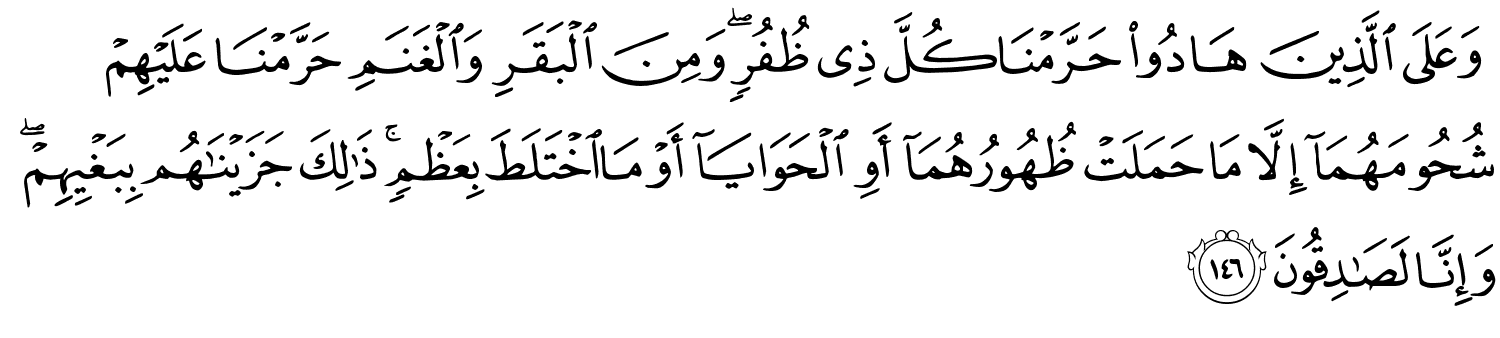 وَعَلَى ٱلَّذِينَ هَادُوا۟ حَرَّمْنَا كُلَّ ذِى ظُفُرٍۢ ۖ وَمِنَ ٱلْبَقَرِ وَٱلْغَنَمِ حَرَّمْنَا عَلَيْهِمْ
شُحُومَهُمَآ إِلَّا مَا حَمَلَتْ ظُهُورُهُمَآ أَوِ ٱلْحَوَايَآ أَوْ مَا ٱخْتَلَطَ بِعَظْمٍۢ ۚ ذَٰلِكَ جَزَيْنَـٰهُم بِبَغْيِهِمْ ۖ
وَإِنَّا لَصَـٰدِقُونَ ١٤٦